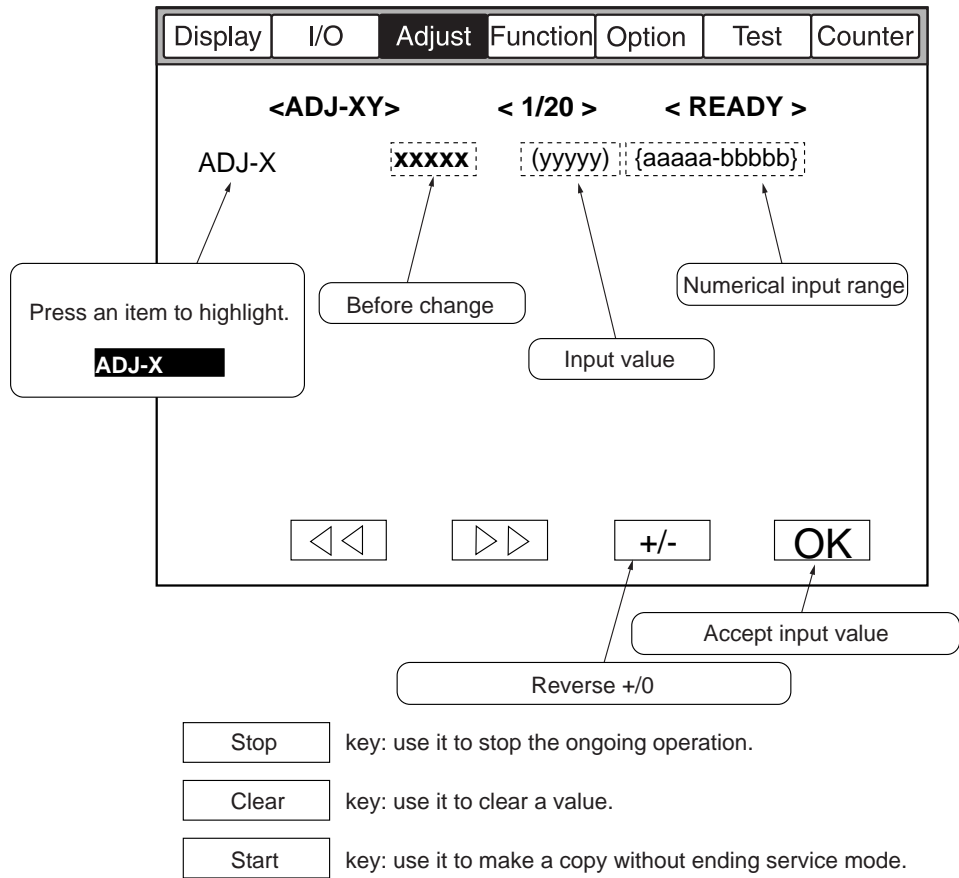 Display I/O Adjust Function Option Test Counter
<ADJ-XY> < 1/20 > < READY >
ADJ-X xxxxx (yyyyy) {aaaaa-bbbbb}
Press an item to highlight.
ADJ-X
Before change
Numerical input range
Input value
+/- OK
Accept input value
Reverse +/0
Stop key: use it to stop the ongoing operation.
Clear key: use it to clear a value.
Start key: use it to make a copy without ending service mode.